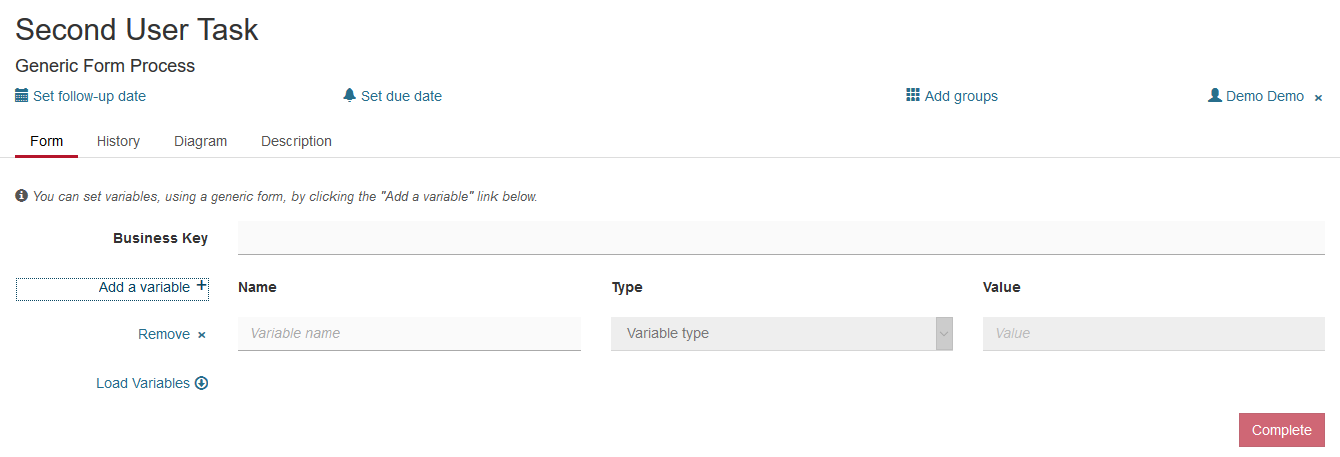 Second User Task
Generic Form Process
Set follow-up date Set due date Add groups Demo Demo ×
Form History Diagram Description
You can set variables, using a generic form, by clicking the "Add a variable" link below.
Business Key
Add a variable + Name Type Value
Remove × Variable name Variable type Value
Load Variables
Complete